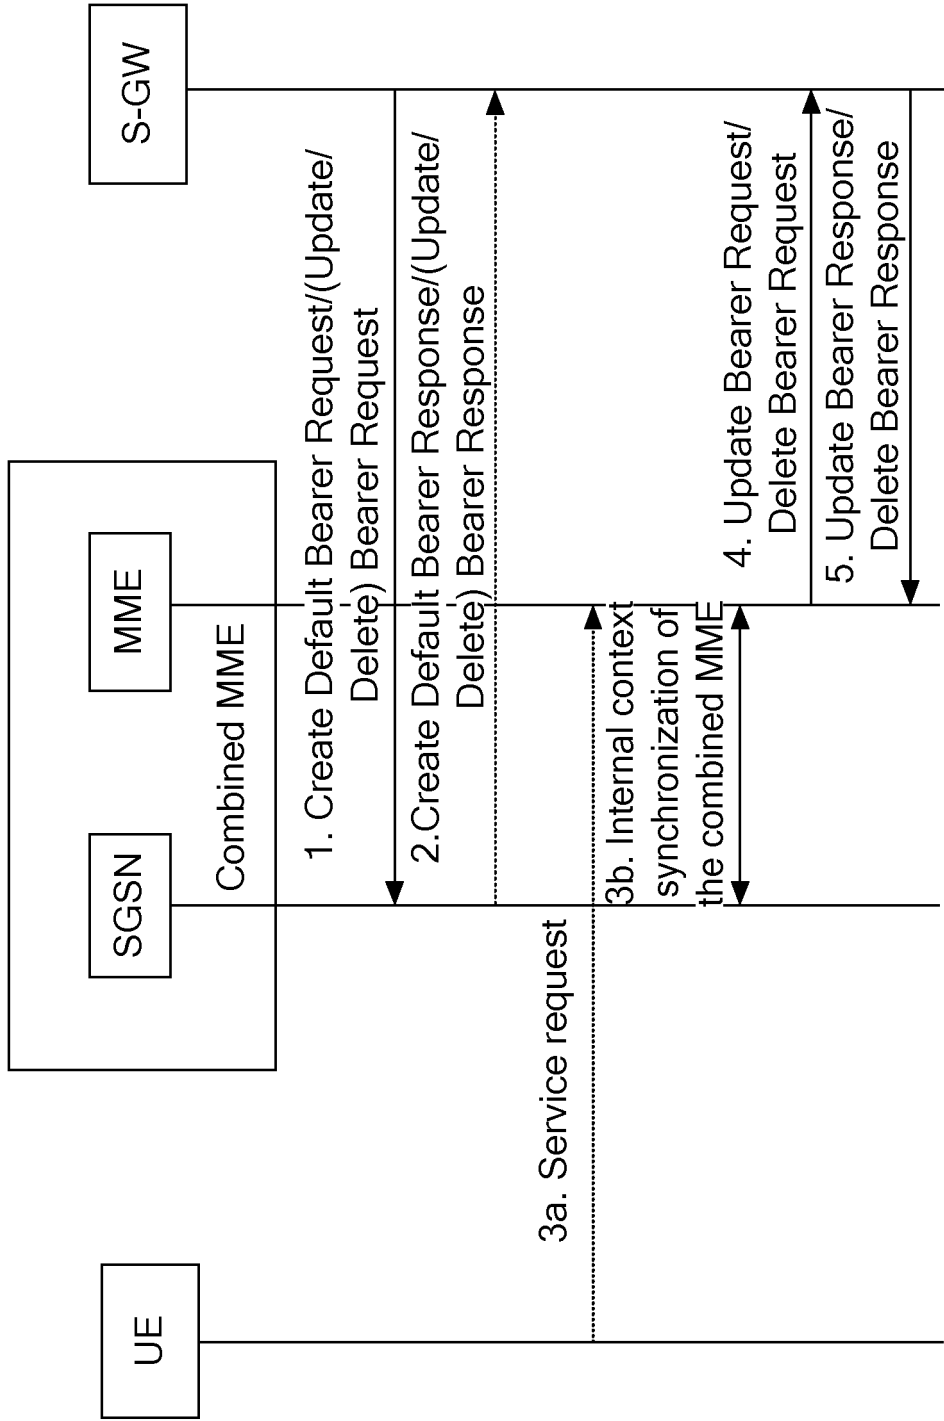 UE
SGSN
MME
S-GW
Combined MME
1. Create Default Bearer Request/(Update/
Delete) Bearer Request
2.Create Default Bearer Response/(Update/
Delete) Bearer Response
3a. Service request
3b. Internal context
synchronization of
the combined MME
4. Update Bearer Request/
Delete Bearer Request
5. Update Bearer Response/
Delete Bearer Response